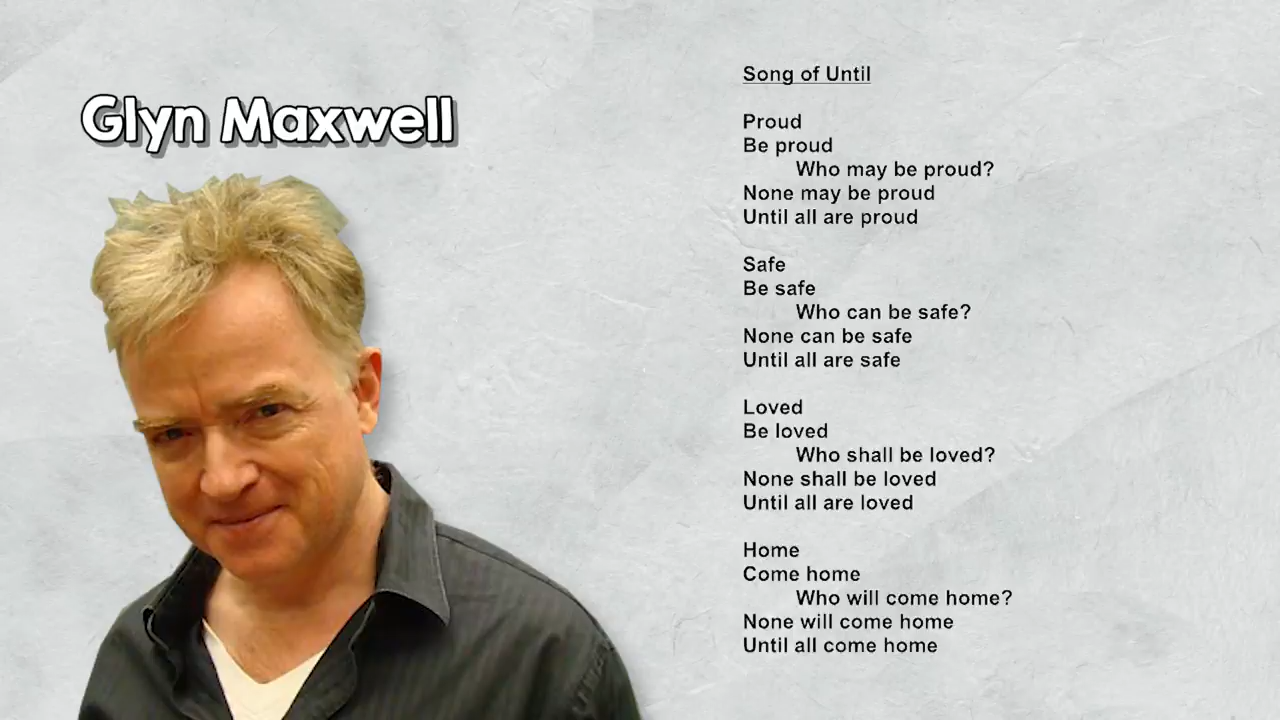 Glyn Maxwell
Song of Until
Proud
Be proud
Who may be proud?
None may be proud
Until all are proud
Safe
Be safe
Who can be safe?
None can be safe
Until all are safe
Loved
Be loved
Who shall be loved?
None shall be loved
Until all are loved
Home
Come home
Who will come home?
None will come home
Until all come home